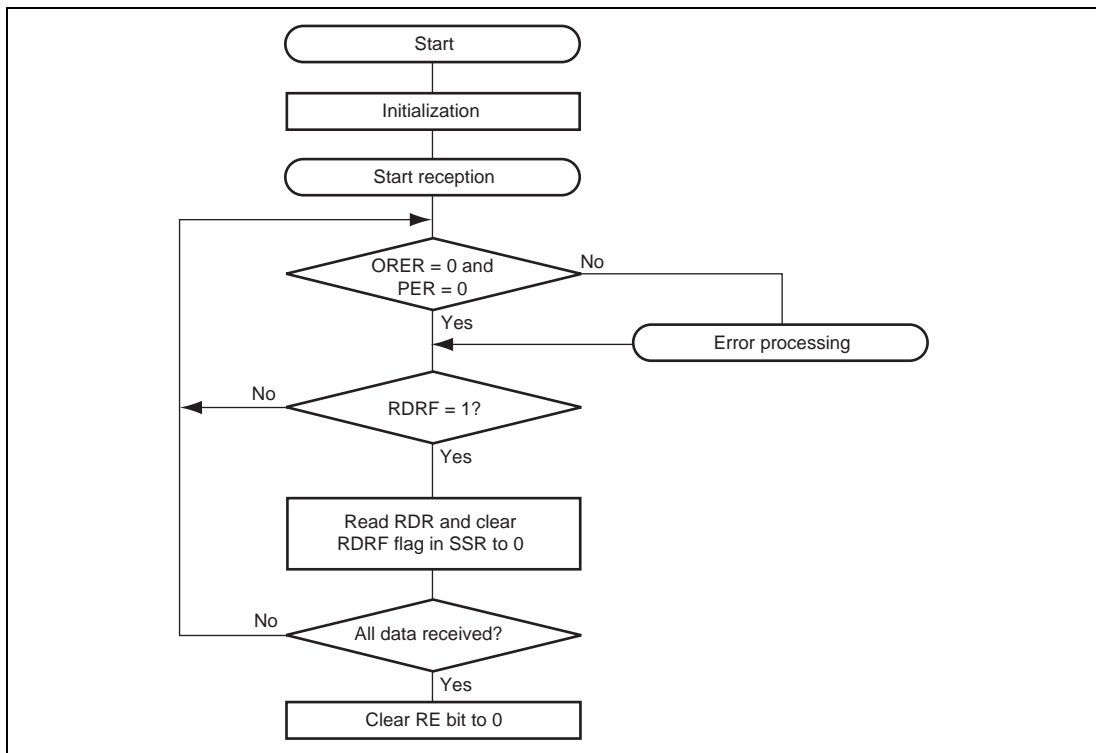 Start
Initialization
Start reception
ORER = 0 and
PER = 0
No
Yes
Error processing
No
RDRF = 1?
Yes
Read RDR and clear
RDRF flag in SSR to 0
No
All data received?
Yes
Clear RE bit to 0